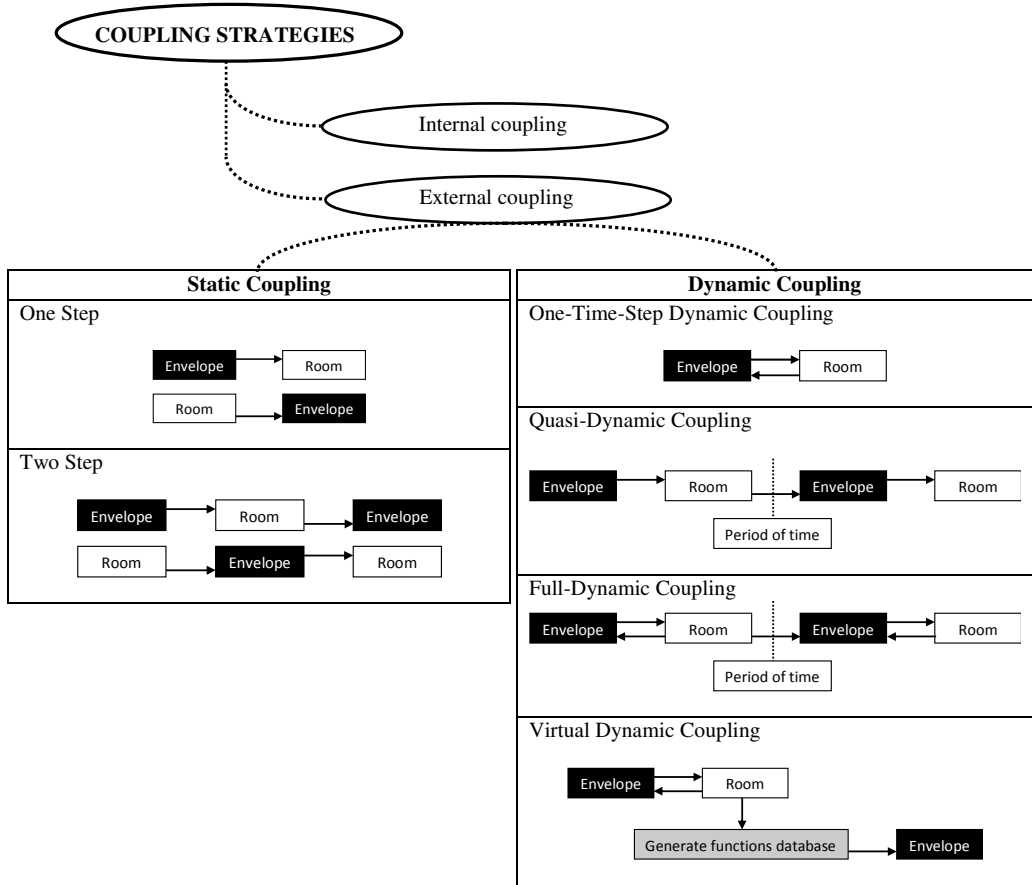 COUPLING STRATEGIES
Internal coupling
External coupling
Static Coupling
One Step
Envelope Room
Room Envelope
Two Step
Envelope Room Envelope
Room Envelope Room
Dynamic Coupling
One-Time-Step Dynamic Coupling
Envelope Room
Quasi-Dynamic Coupling
Envelope Room Envelope Room
Period of time
Full-Dynamic Coupling
Envelope Room Envelope Room
Period of time
Virtual Dynamic Coupling
Envelope Room
Generate functions database Envelope